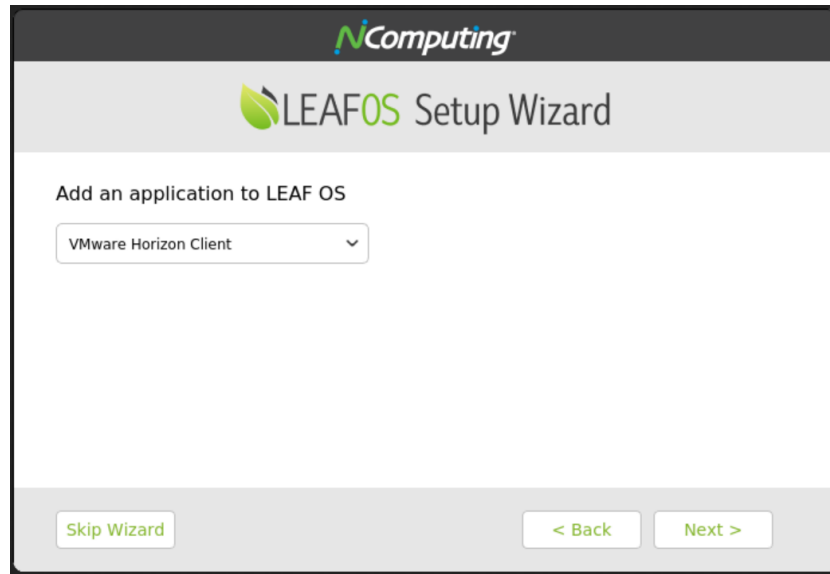 NComputing
LEAFOS Setup Wizard
Add an application to LEAF OS
VMware Horizon Client
Skip Wizard
< Back
Next >